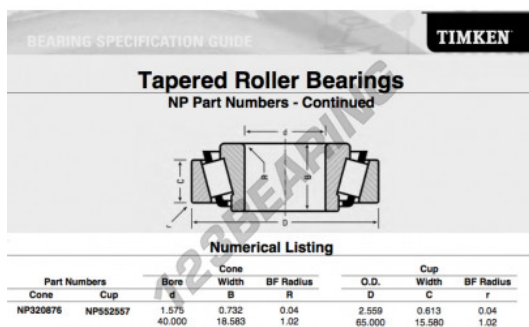 BEARING SPECIFICATION GUIDE
TIMKEN
Tapered Roller Bearings
NP Part Numbers - Continued
d
C R B
r
D
123BEARING
Numerical Listing
Cone Cup
Part Numbers Bore Width BF Radius O.D. Width BF Radius
Cone Cup d B R D C r
NP320876 NP552557 1.575 0.732 0.04 2.559 0.613 0.04
40.000 18.583 1.02 65.000 15.580 1.02